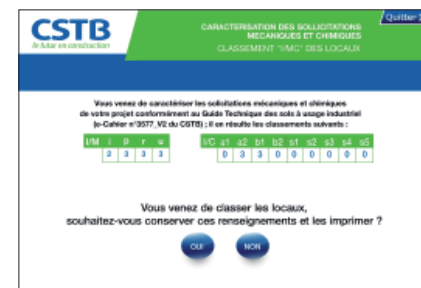 CSTB
le futur en construction
CARACTERISATION DES SOLLICITATIONS
MECANIQUES ET CHIMIQUES
CLASSEMENT "I/MC" DES LOCAUX
Quitter
Vous venez de caractériser les solicitations mécaniques et chimiques
de votre projet conformément au Guide Technique des sols à usage industriel
(e-Cahier n°3577_V2 du CSTB) ; il en résulte les classements suivants :
I/M i p r u I/C a1 a2 b1 b2 s1 s2 s3 s4 s5
2 3 3 3 0 3 3 0 0 0 0 0 0
Vous venez de classer les locaux,
souhaitez-vous conserver ces renseignements et les imprimer ?
OUI NON